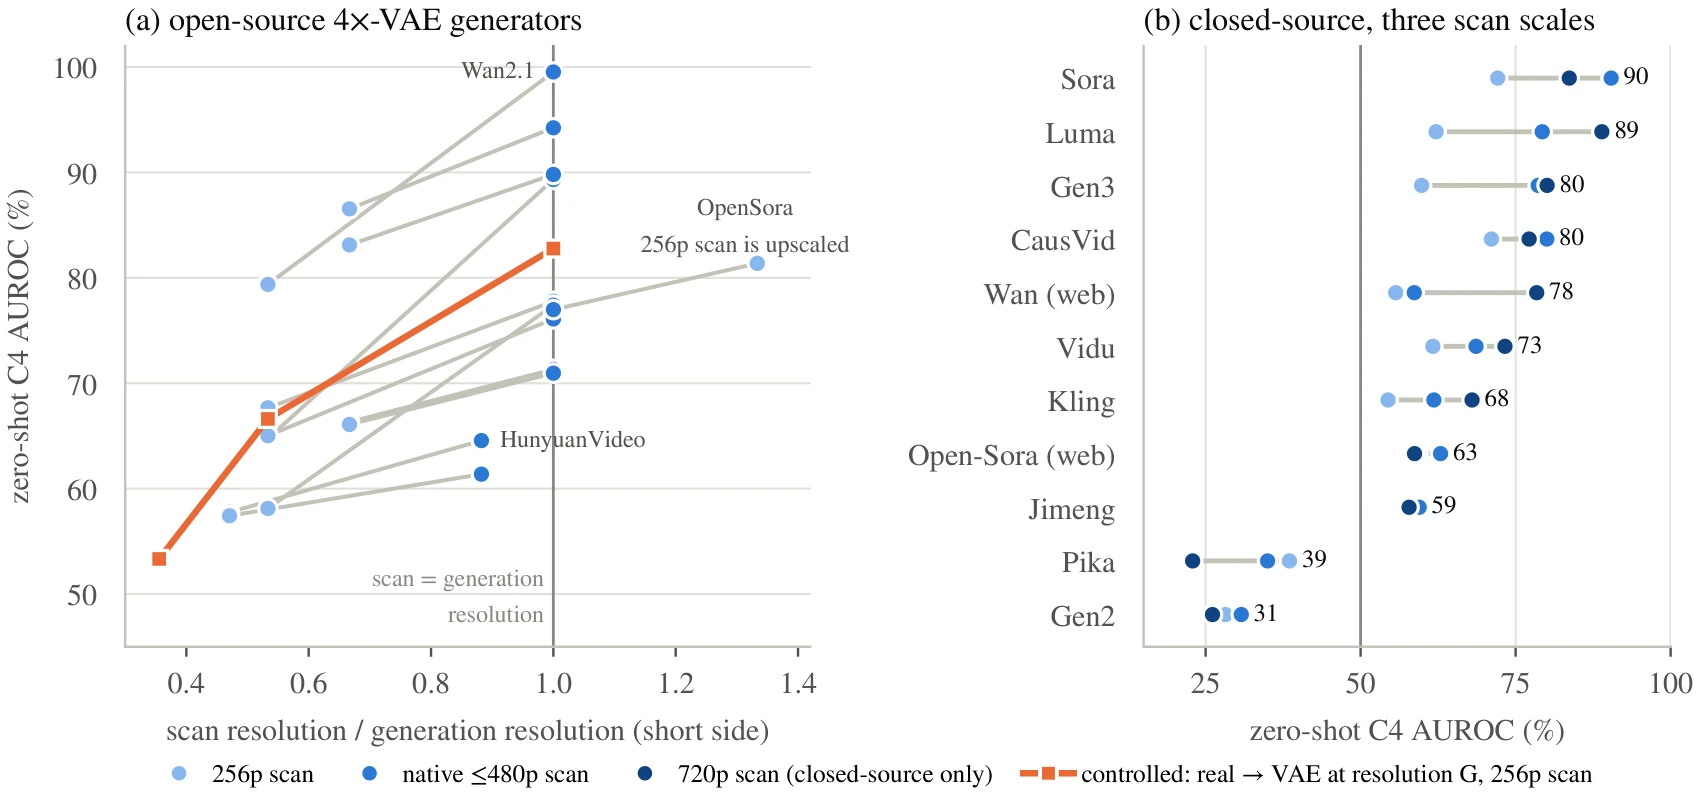 (a) open-source 4×-VAE generators
zero-shot C4 AUROC (%)
100
90
80
70
60
50
Wan2.1
OpenSora
256p scan is upscaled
HunyuanVideo
scan = generation
resolution
0.4 0.6 0.8 1.0 1.2 1.4
scan resolution / generation resolution (short side)
(b) closed-source, three scan scales
Sora 90
Luma 89
Gen3 80
CausVid 80
Wan (web) 78
Vidu 73
Kling 68
Open-Sora (web) 63
Jimeng 59
Pika 39
Gen2 31
25 50 75 100
zero-shot C4 AUROC (%)
256p scan native ≤480p scan 720p scan (closed-source only) controlled: real → VAE at resolution G, 256p scan